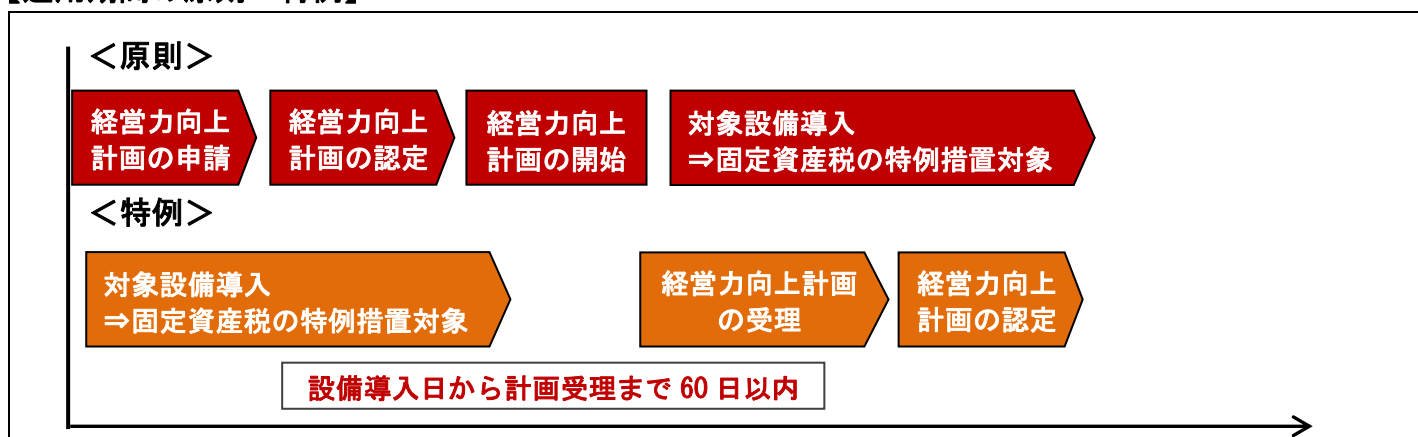 ＜原則＞
経営力向上
計画の申請
経営力向上
計画の認定
経営力向上
計画の開始
対象設備導入
⇒固定資産税の特例措置対象
＜特例＞
対象設備導入
⇒固定資産税の特例措置対象
経営力向上計画
の受理
経営力向上
計画の認定
設備導入日から計画受理まで 60 日以内